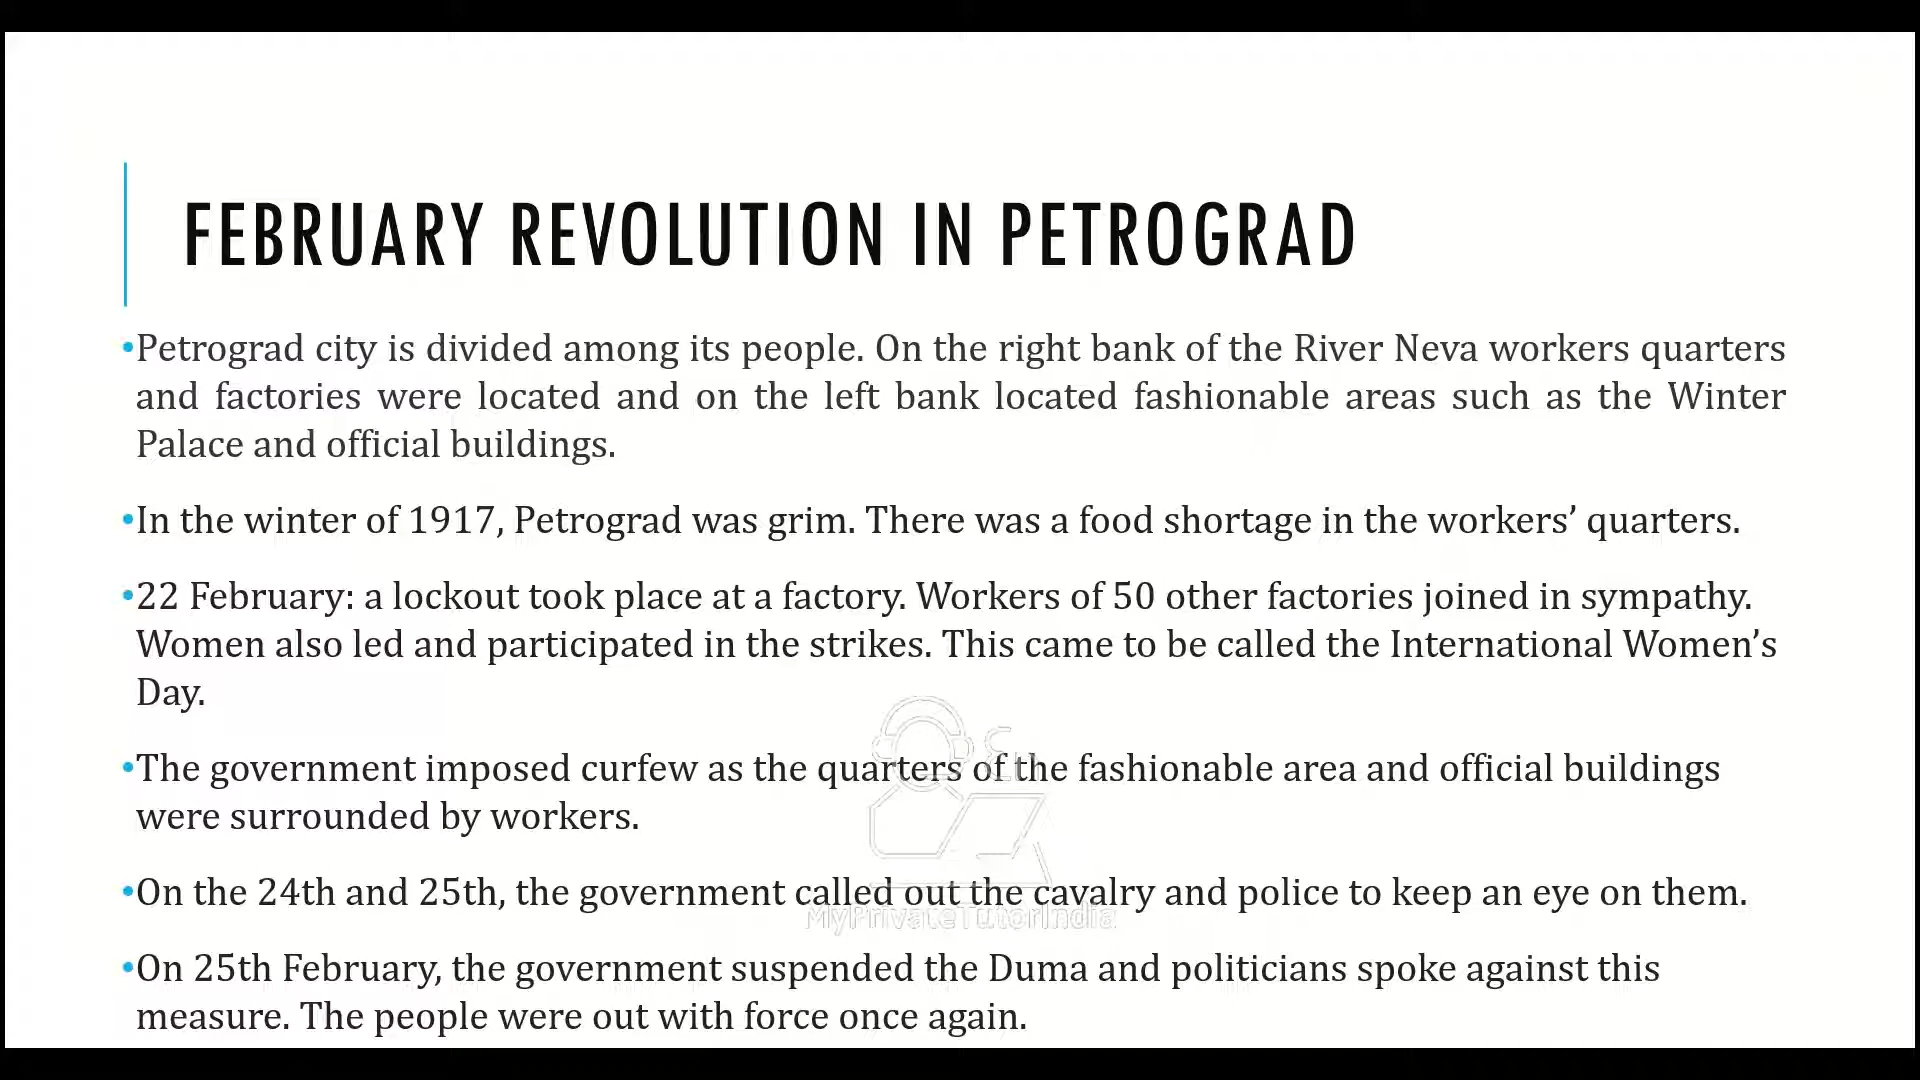 FEBRUARY REVOLUTION IN PETROGRAD
•Petrograd city is divided among its people. On the right bank of the River Neva workers quarters
and factories were located and on the left bank located fashionable areas such as the Winter
Palace and official buildings.
•In the winter of 1917, Petrograd was grim. There was a food shortage in the workers’ quarters.
•22 February: a lockout took place at a factory. Workers of 50 other factories joined in sympathy.
Women also led and participated in the strikes. This came to be called the International Women’s
Day.
•The government imposed curfew as the quarters of the fashionable area and official buildings
were surrounded by workers.
•On the 24th and 25th, the government called out the cavalry and police to keep an eye on them.
MyPrivateTutorIndia
•On 25th February, the government suspended the Duma and politicians spoke against this
measure. The people were out with force once again.